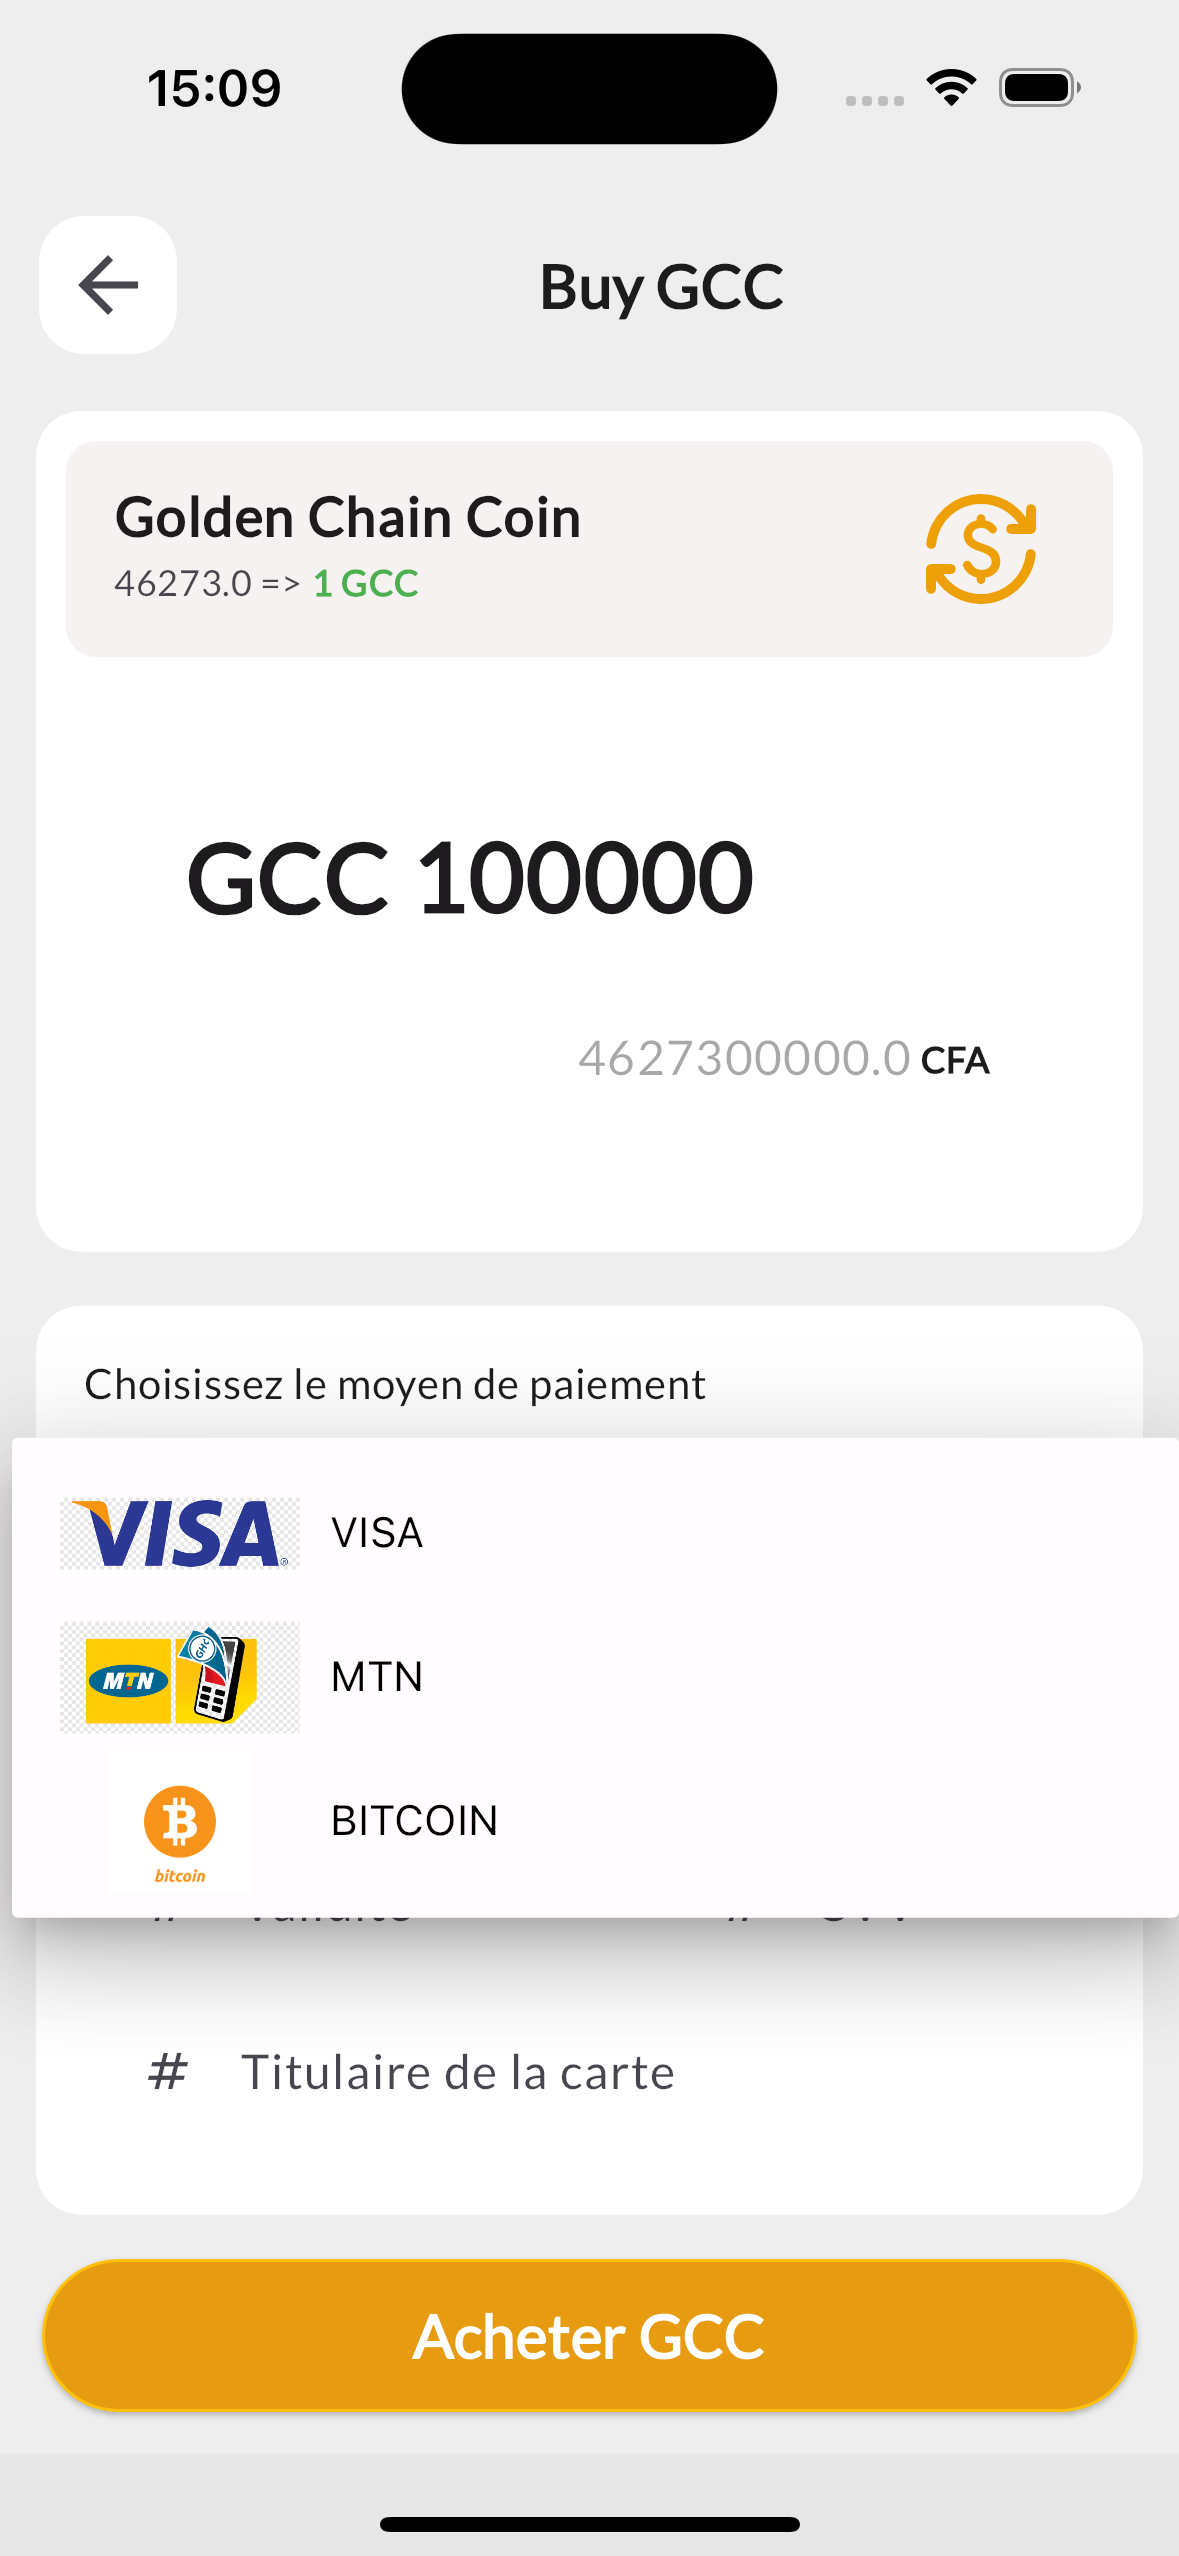 15:09
Buy GCC
Golden Chain Coin
46273.0 => 1 GCC
GCC 100000
4627300000.0 CFA
Choisissez le moyen de paiement
VISA® VISA
MTN GHC MTN
BITCOIN
bitcoin
# Titulaire de la carte
Acheter GCC